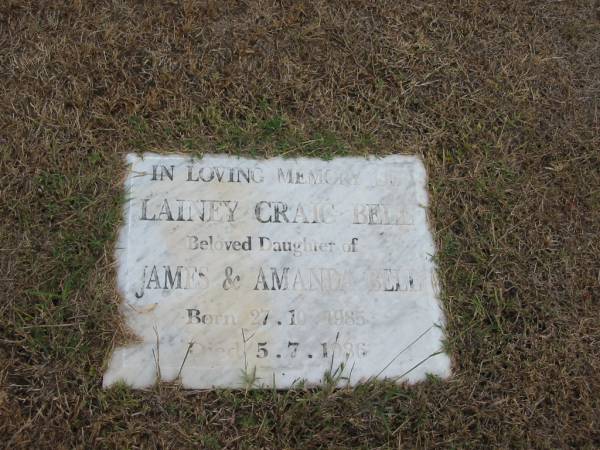 IN LOVING MEMORY OF
LAINEY CRAIG BELL
Beloved Daughter of
JAMES & AMANDA BELL
Born 27.10.1985
Died 5.7.1986